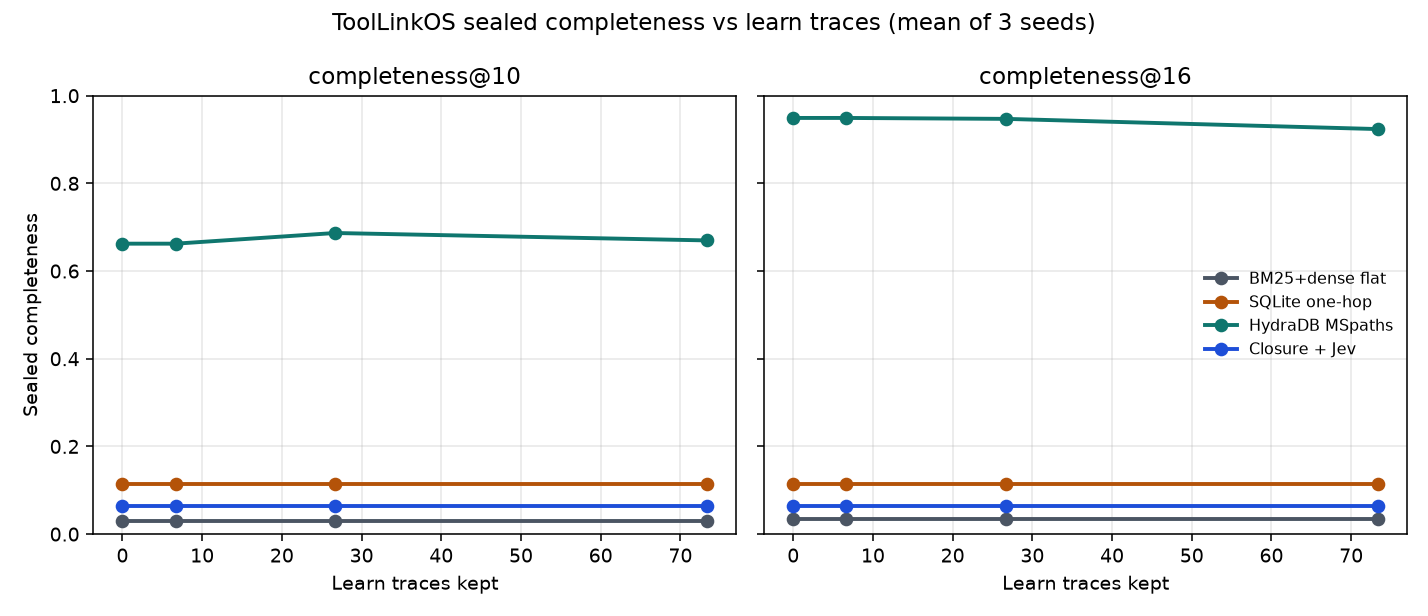 ToolLinkOS sealed completeness vs learn traces (mean of 3 seeds)
completeness@10
completeness@16
1.0
0.8
0.6
0.4
0.2
0.0
Sealed completeness
BM25+dense flat
SQLite one-hop
HydraDB MSpaths
Closure + Jev
0 10 20 30 40 50 60 70
0 10 20 30 40 50 60 70
Learn traces kept
Learn traces kept